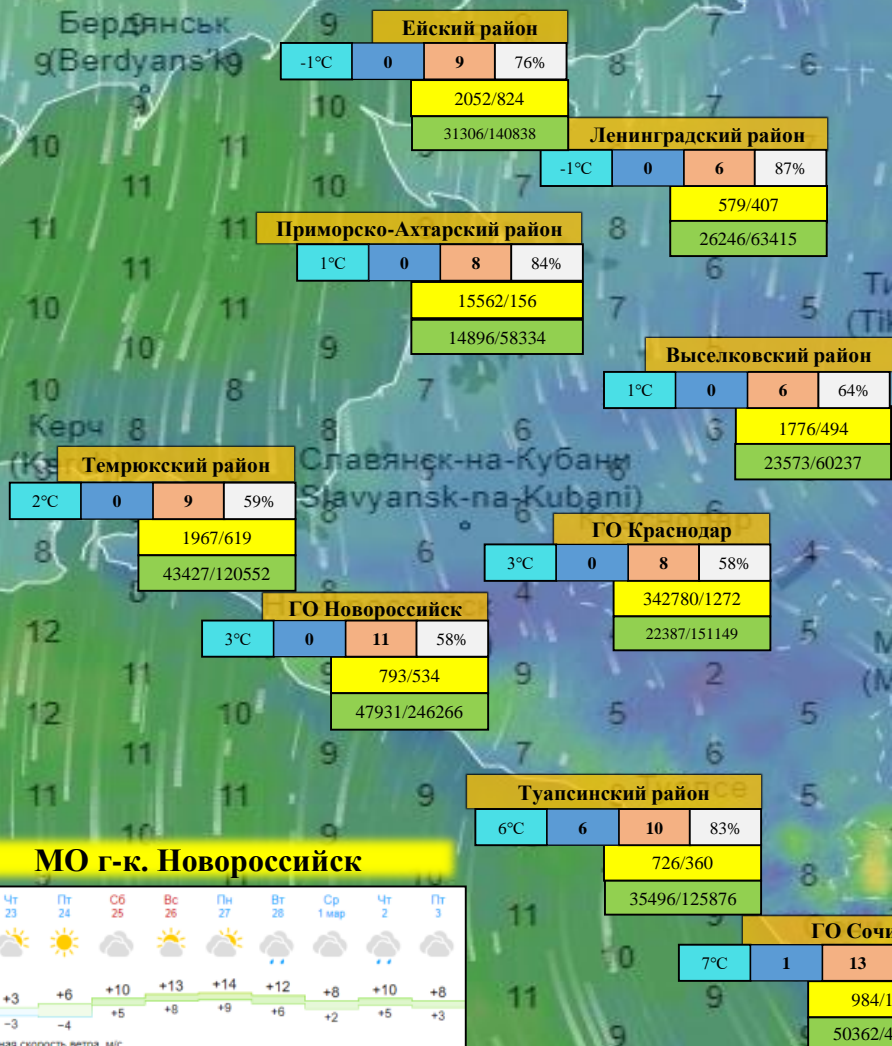 Бердянськ
(Berdyans'k)
Ейский район
-1°C 0 9 76%
2052/824
31306/140838
Ленинградский район
-1°C 0 6 87%
579/407
26246/63415
Приморско-Ахтарский район
1°C 0 8 84%
15562/156
14896/58334
Выселковский район
1°C 0 6 64%
1776/494
23573/60237
Керч
Темрюкский район
2°C 0 9 59%
1967/619
43427/120552
Славянск-на-Кубани
Slavyansk-na-Kubani)
ГО Краснодар
3°C 0 8 58%
342780/1272
22387/151149
ГО Новороссийск
3°C 0 11 58%
793/534
47931/246266
Туапсинский район
6°C 6 10 83%
726/360
35496/125876
ГО Сочи
7°C 1 13
984/1
50362/4
МО г-к. Новороссийск
Чт Пт Сб Вс Пн Вт Ср Чт Пт
23 24 25 26 27 28 1 мар 2 3
+3 +6 +10 +13 +14 +12 +8 +10 +8
−3 −4 +5 +8 +9 +6 +2 +5 +3
скорость ветра, м/с